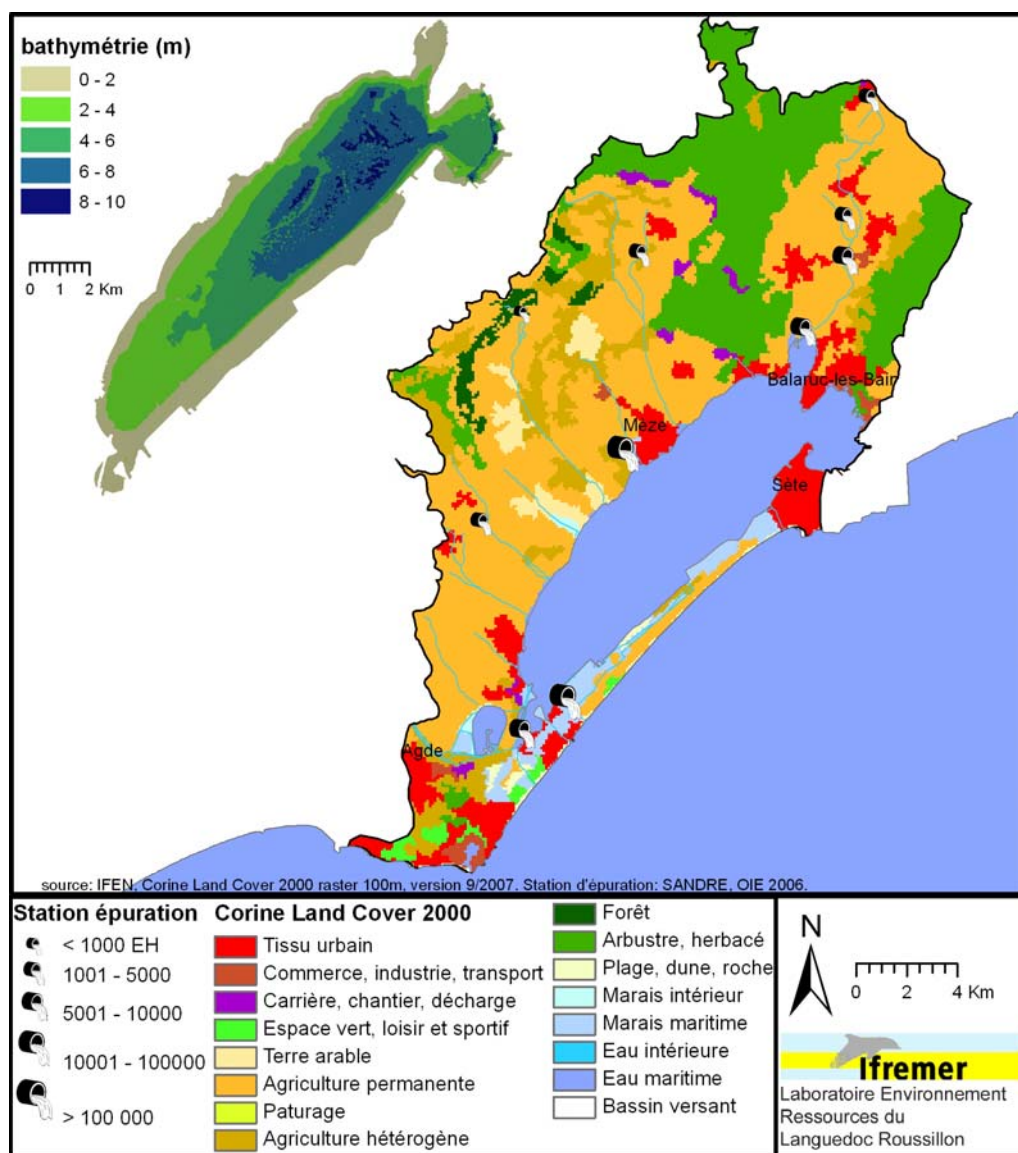 bathymétrie (m)
0 - 2
2 - 4
4 - 6
6 - 8
8 - 10
0 1 2 Km
Balaruc-les-Bain
Mèze
Sète
Agde
source: IFEN, Corine Land Cover 2000 raster 100m, version 9/2007. Station d'épuration: SANDRE, OIE 2006.
Station épuration
< 1000 EH
1001 - 5000
5001 - 10000
10001 - 100000
> 100 000
Corine Land Cover 2000
Tissu urbain
Commerce, industrie, transport
Carrière, chantier, décharge
Espace vert, loisir et sportif
Terre arable
Agriculture permanente
Paturage
Agriculture hétérogène
Forêt
Arbustre, herbacé
Plage, dune, roche
Marais intérieur
Marais maritime
Eau intérieure
Eau maritime
Bassin versant
N
0 2 4 Km
Ifremer
Laboratoire Environnement
Ressources du
Languedoc Roussillon